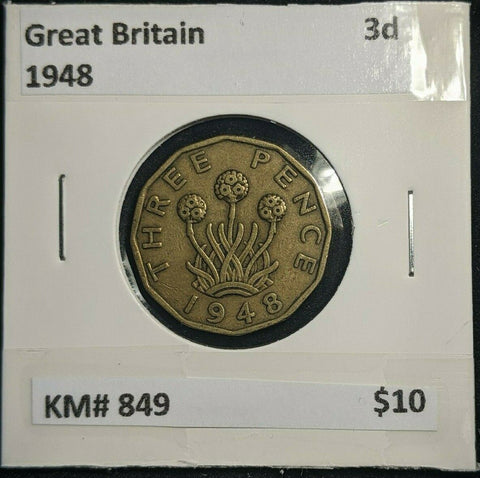 Great Britain 3d
1948
THREE PENCE
1948
KM# 849 $10